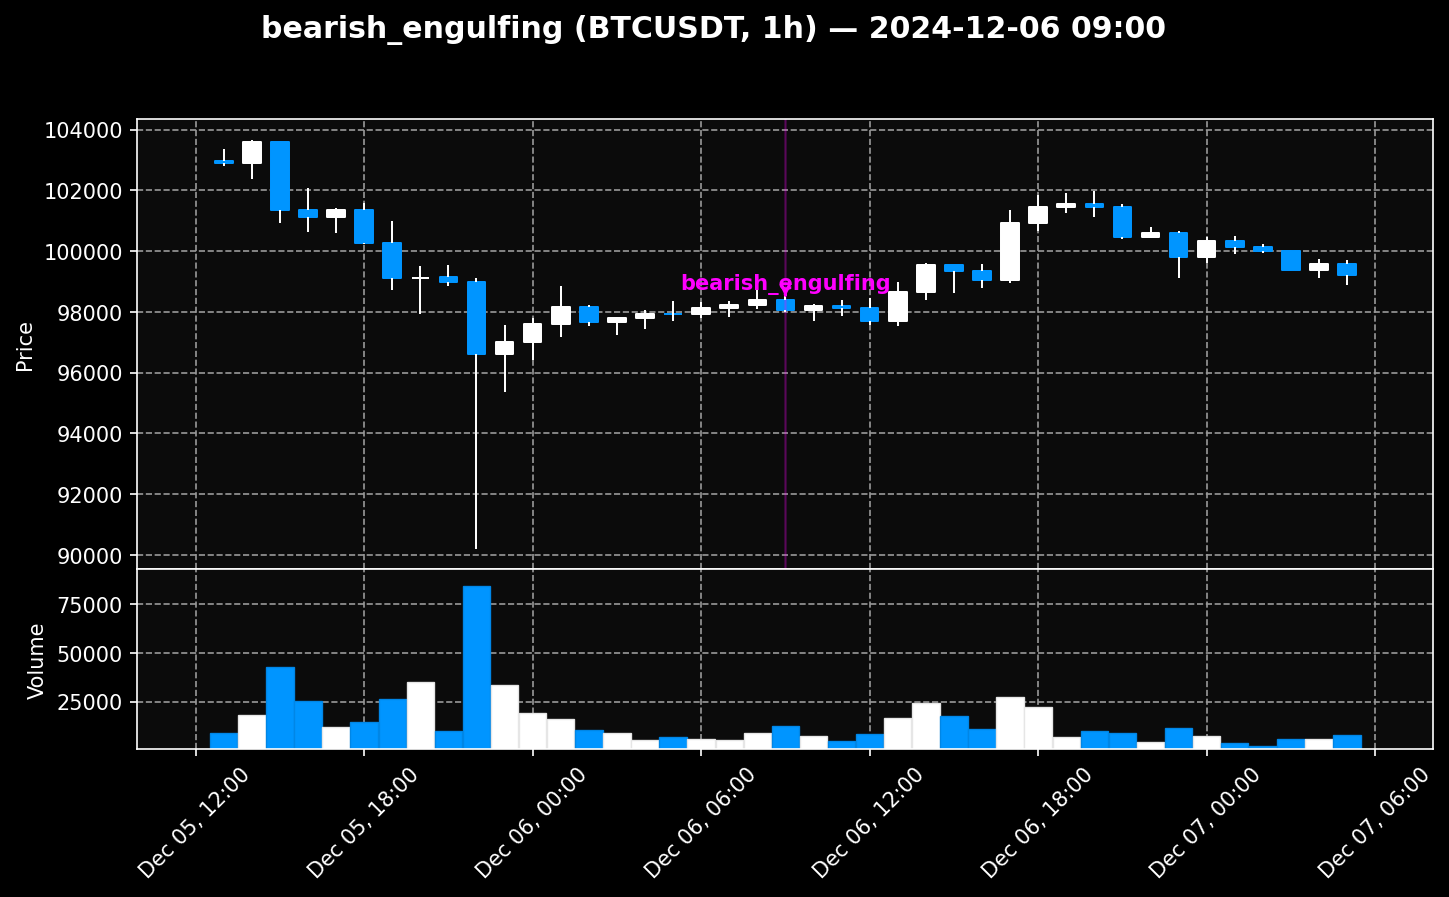 bearish_engulfing (BTCUSDT, 1h) — 2024-12-06 09:00
104000
102000
100000
98000
96000
94000
92000
90000
Price
bearish_engulfing
75000
50000
25000
Volume
Dec 05, 12:00
Dec 05, 18:00
Dec 06, 00:00
Dec 06, 06:00
Dec 06, 12:00
Dec 06, 18:00
Dec 07, 00:00
Dec 07, 06:00